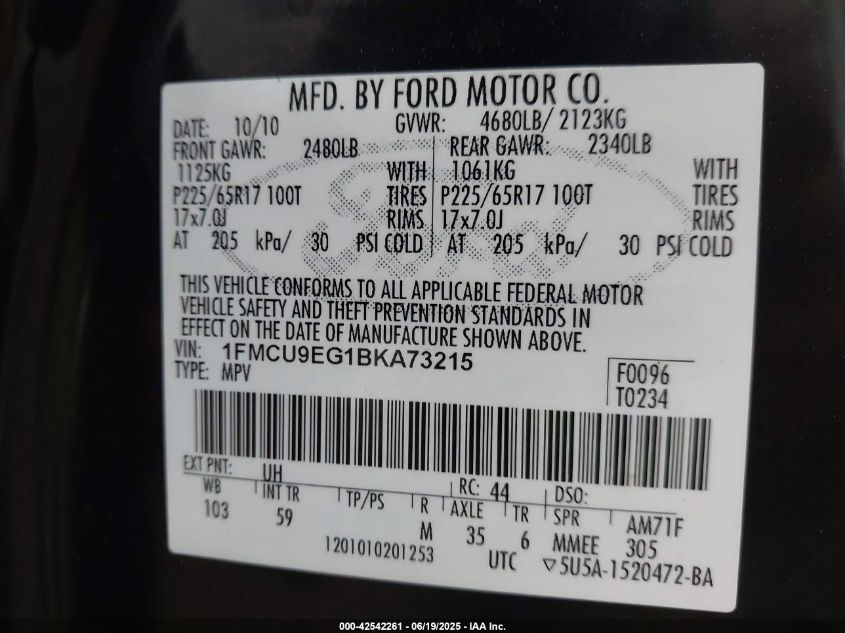 MFD. BY FORD MOTOR CO.
DATE: 10/10 GVWR: 4680LB/ 2123KG
FRONT GAWR: 2480LB REAR GAWR: 2340LB
1125KG WITH 1061KG WITH
P225/65R17 100T TIRES P225/65R17 100T TIRES
17x7.0J RIMS 17x7.0J RIMS
AT 205 kPa/ 30 PSI COLD AT 205 kPa/ 30 PSI COLD
Ford
THIS VEHICLE CONFORMS TO ALL APPLICABLE FEDERAL MOTOR
VEHICLE SAFETY AND THEFT PREVENTION STANDARDS IN
EFFECT ON THE DATE OF MANUFACTURE SHOWN ABOVE.
VIN: 1FMCU9EG1BKA73215
TYPE: MPV
F0096
T0234
EXT PNT: UH RC: 44 DSO:
WB INT TR TP/PS R AXLE TR SPR AM71F
103 59 M 35 6 MMEE 305
1201010201253 UTC ▽5U5A-1520472-BA
000-42542261 - 06/19/2025 - IAA Inc.